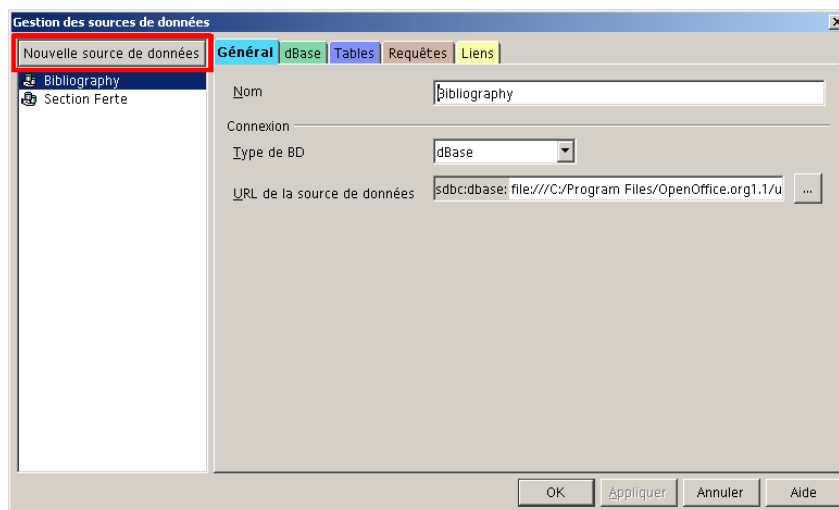 Gestion des sources de données
Nouvelle source de données
Général dBase Tables Requêtes Liens
Bibliography
Section Ferte
Nom Bibliography
Connexion
Type de BD dBase
URL de la source de données sdbc:dbase: file:///C:/Program Files/OpenOffice.org1.1/u ...
OK Appliquer Annuler Aide